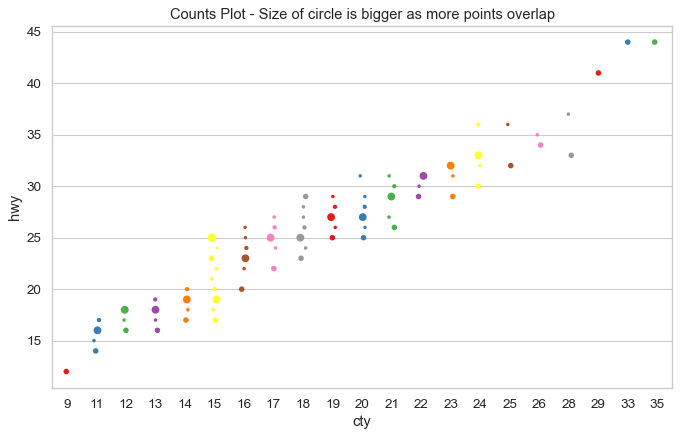 Counts Plot - Size of circle is bigger as more points overlap
45
40
35
30
25
20
15
hwy
9 11 12 13 14 15 16 17 18 19 20 21 22 23 24 25 26 28 29 33 35
cty